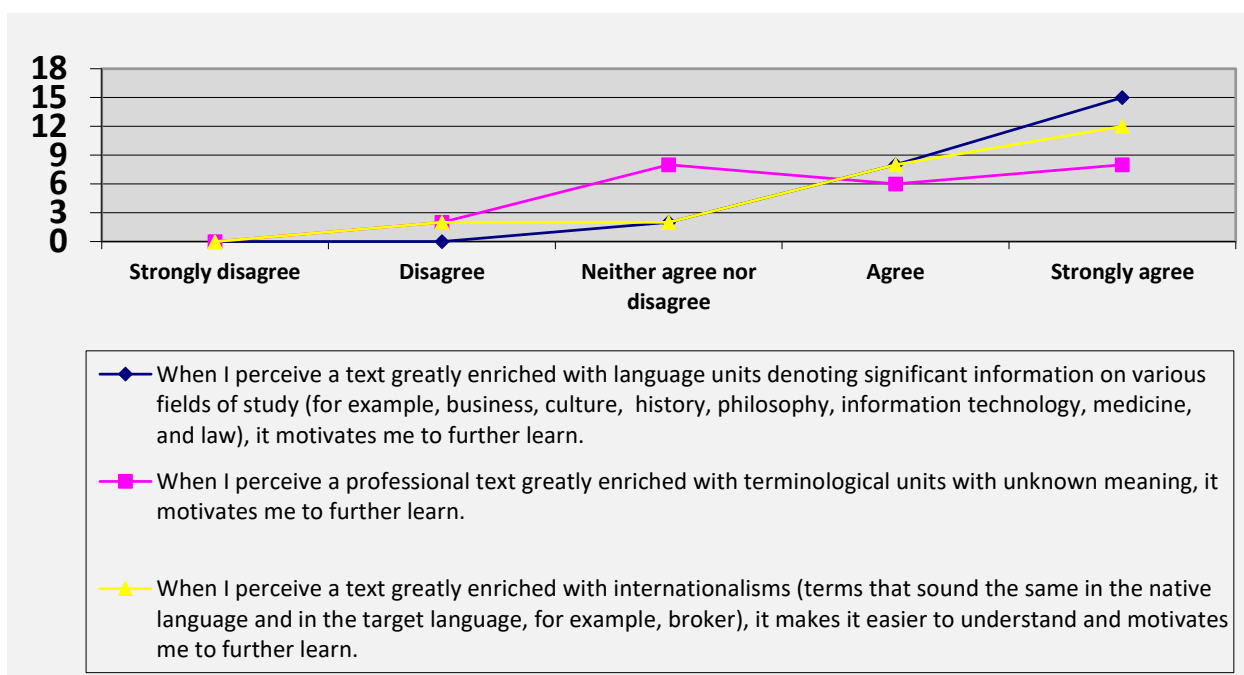 18
15
12
9
6
3
0
Strongly disagree
Disagree
Neither agree nor
disagree
Agree
Strongly agree
When I perceive a text greatly enriched with language units denoting significant information on various
fields of study (for example, business, culture, history, philosophy, information technology, medicine,
and law), it motivates me to further learn.
When I perceive a professional text greatly enriched with terminological units with unknown meaning, it
motivates me to further learn.
When I perceive a text greatly enriched with internationalisms (terms that sound the same in the native
language and in the target language, for example, broker), it makes it easier to understand and motivates
me to further learn.